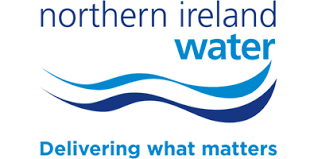 northern ireland
water
Delivering what matters